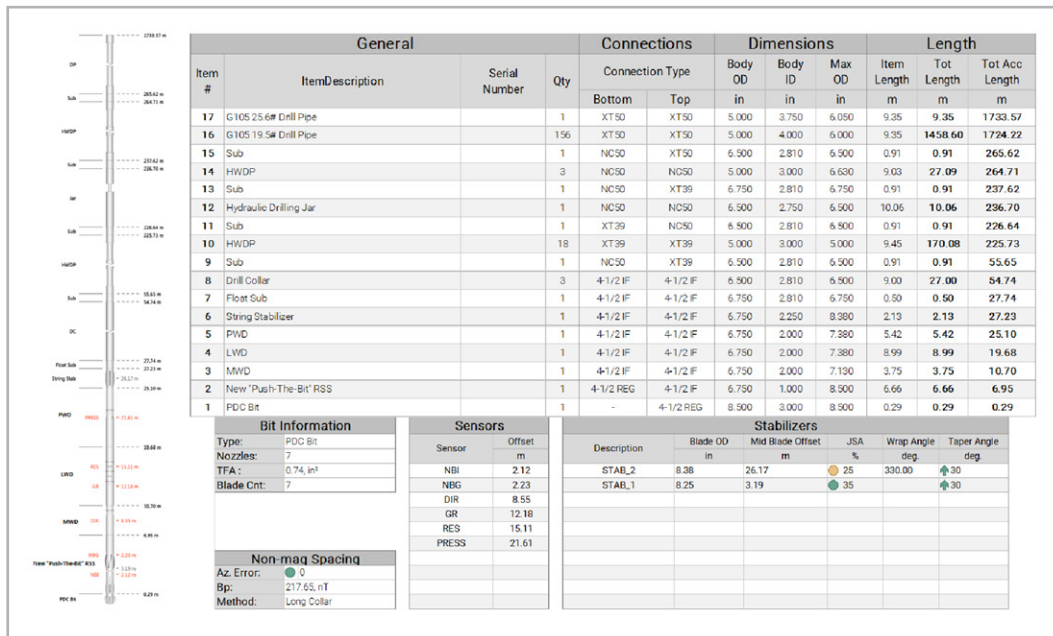 General Connections Dimensions Length
Item # ItemDescription Serial Number Qty Connection Type Body OD Body ID Max OD Item Length Tot Length Tot Acc Length
Bottom Top in in in m m m
17 G105 25.6# Drill Pipe 1 XT50 XT50 5.000 3.750 6.050 9.35 9.35 1733.57
16 G105 19.5# Drill Pipe 156 XT50 XT50 5.000 4.000 6.000 9.35 1458.60 1724.22
15 Sub 1 NC50 XT50 6.500 2.810 6.500 0.91 0.91 265.62
14 HWDP 3 NC50 NC50 5.000 3.000 6.630 9.03 27.09 264.71
13 Sub 1 XT39 NC50 6.750 2.810 6.750 0.91 0.91 237.62
12 Hydraulic Drilling Jar 1 NC50 NC50 6.500 2.750 6.500 10.06 10.06 236.70
11 Sub 1 XT39 NC50 6.500 2.810 6.500 0.91 0.91 226.64
10 HWDP 18 XT39 XT39 5.000 3.000 5.000 9.45 170.08 225.73
9 Sub 1 NC50 XT39 6.500 2.810 6.500 0.91 0.91 55.65
8 Drill Collar 3 4-1/2 IF 4-1/2 IF 6.500 2.810 6.500 9.00 27.00 54.74
7 Float Sub 1 4-1/2 IF 4-1/2 IF 6.750 2.810 6.750 0.50 0.50 27.74
6 String Stabilizer 1 4-1/2 IF 4-1/2 IF 6.750 2.250 8.380 2.13 2.13 27.23
5 PWD 1 4-1/2 IF 4-1/2 IF 6.750 2.000 7.380 5.42 5.42 25.10
4 LWD 1 4-1/2 IF 4-1/2 IF 6.750 2.000 7.380 8.99 8.99 19.68
3 MWD 1 4-1/2 IF 4-1/2 IF 6.750 2.000 7.130 3.75 3.75 10.70
2 New "Push-The-Bit" RSS 1 4-1/2 REG 4-1/2 IF 6.750 1.000 8.500 6.66 6.66 6.95
1 PDC Bit 1 - 4-1/2 REG 8.500 3.000 8.500 0.29 0.29 0.29
Bit Information
Type: PDC Bit
Nozzles: 7
TFA : 0.74, in²
Blade Cnt: 7
Non-mag Spacing
Az. Error: 0
Bp: 217.65, nT
Method: Long Collar
Sensors
Sensor Offset
m
NBI 2.12
NBG 2.23
DIR 8.55
GR 12.18
RES 15.11
PRESS 21.61
Stabilizers
Description Blade OD Mid Blade Offset JSA Wrap Angle Taper Angle
in m % deg. deg.
STAB_2 8.38 26.17 25 330.00 30
STAB_1 8.25 3.19 35 30
1733.57 m
DP
265.62 m
Sub
264.71 m
HWDP
237.62 m
Sub
236.70 m
226.64 m
Sub
225.73 m
HWDP
55.65 m
Sub
54.74 m
DC
27.74 m
Float Sub
27.23 m
String Stab
26.17 m
25.10 m
PWD
PRESS 21.61 m
19.68 m
RES 15.11 m
LWD
GR 12.18 m
10.70 m
MWD
DIR 8.55 m
6.95 m
NBG 2.23 m
New "Push-The-Bit" RSS
3.19 m
NBI 2.12 m
0.29 m
PDC Bit